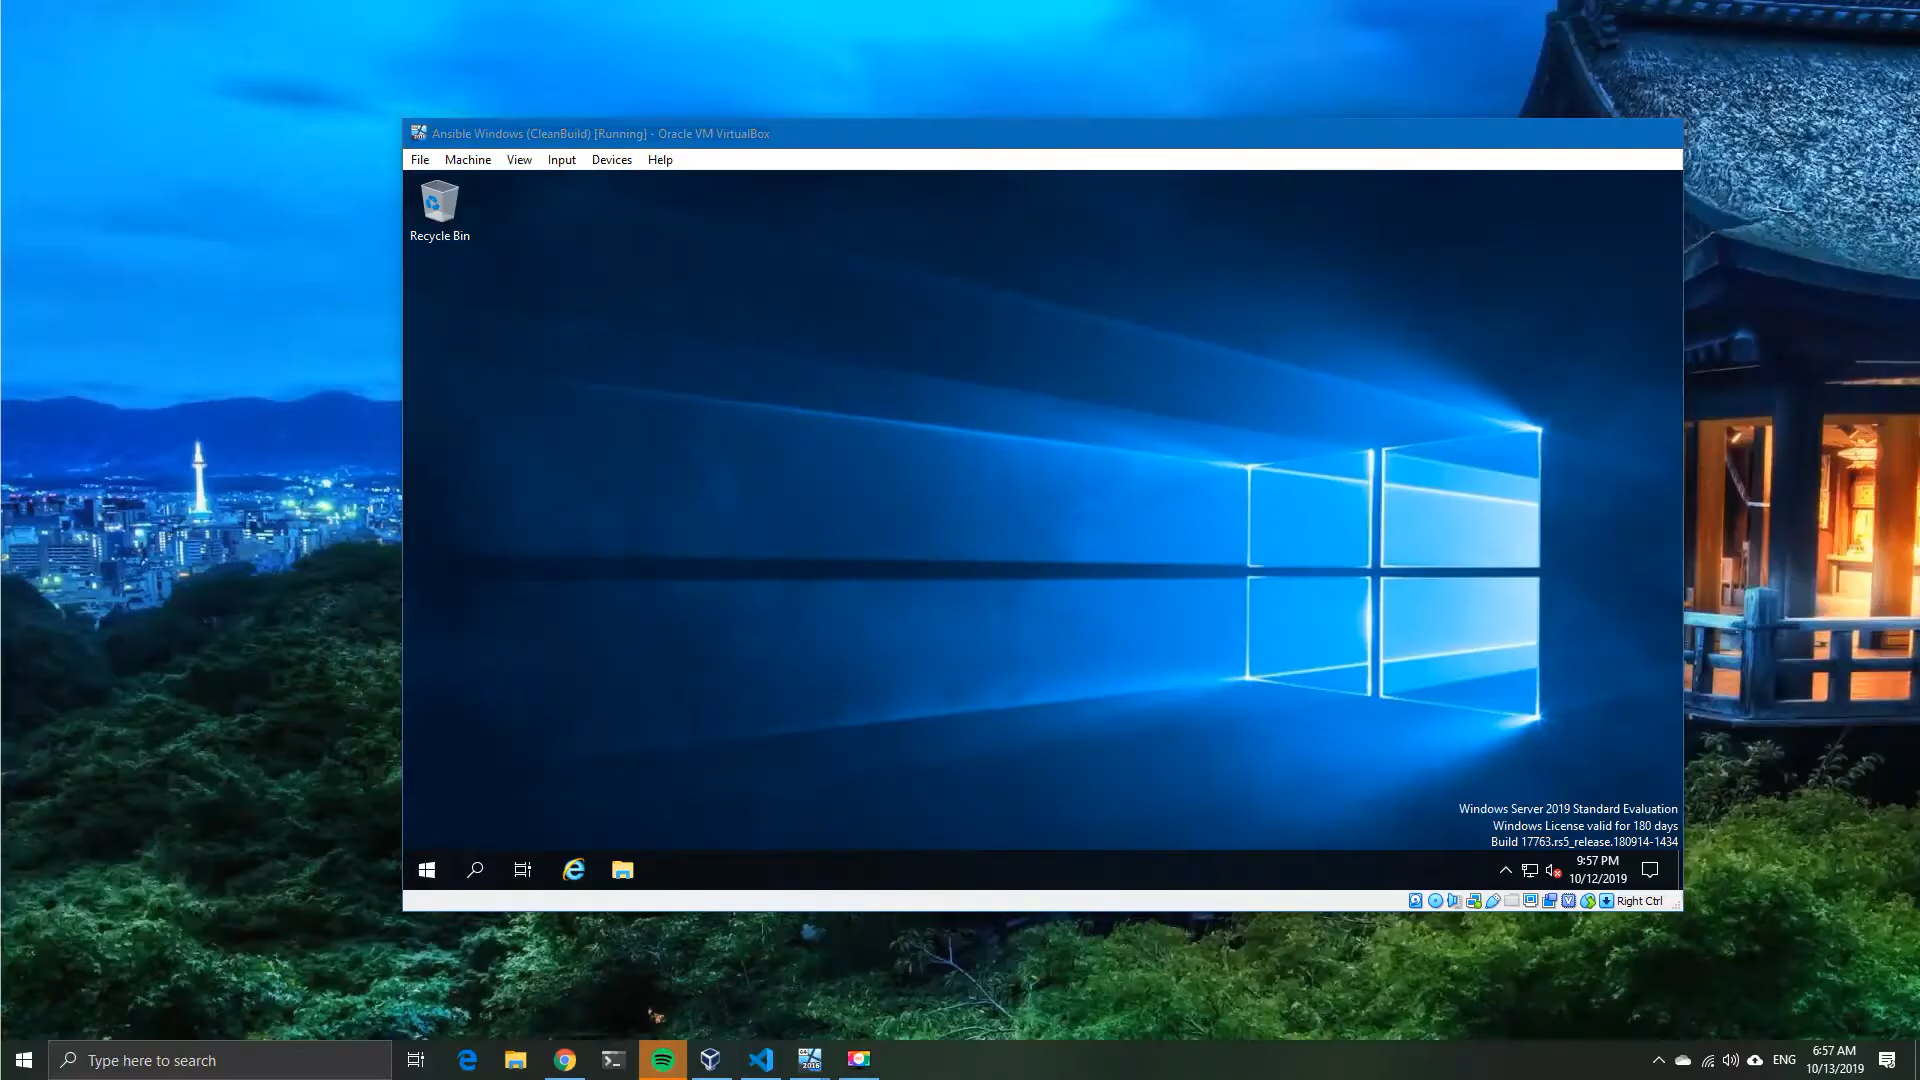 Ansible Windows (CleanBuild) [Running] - Oracle VM VirtualBox
File Machine View Input Devices Help
Recycle Bin
Windows Server 2019 Standard Evaluation
Windows License valid for 180 days
Build 17763.rs5_release.180914-1434
9:57 PM
10/12/2019
Right Ctrl
Type here to search
2016
ENG
6:57 AM
10/13/2019